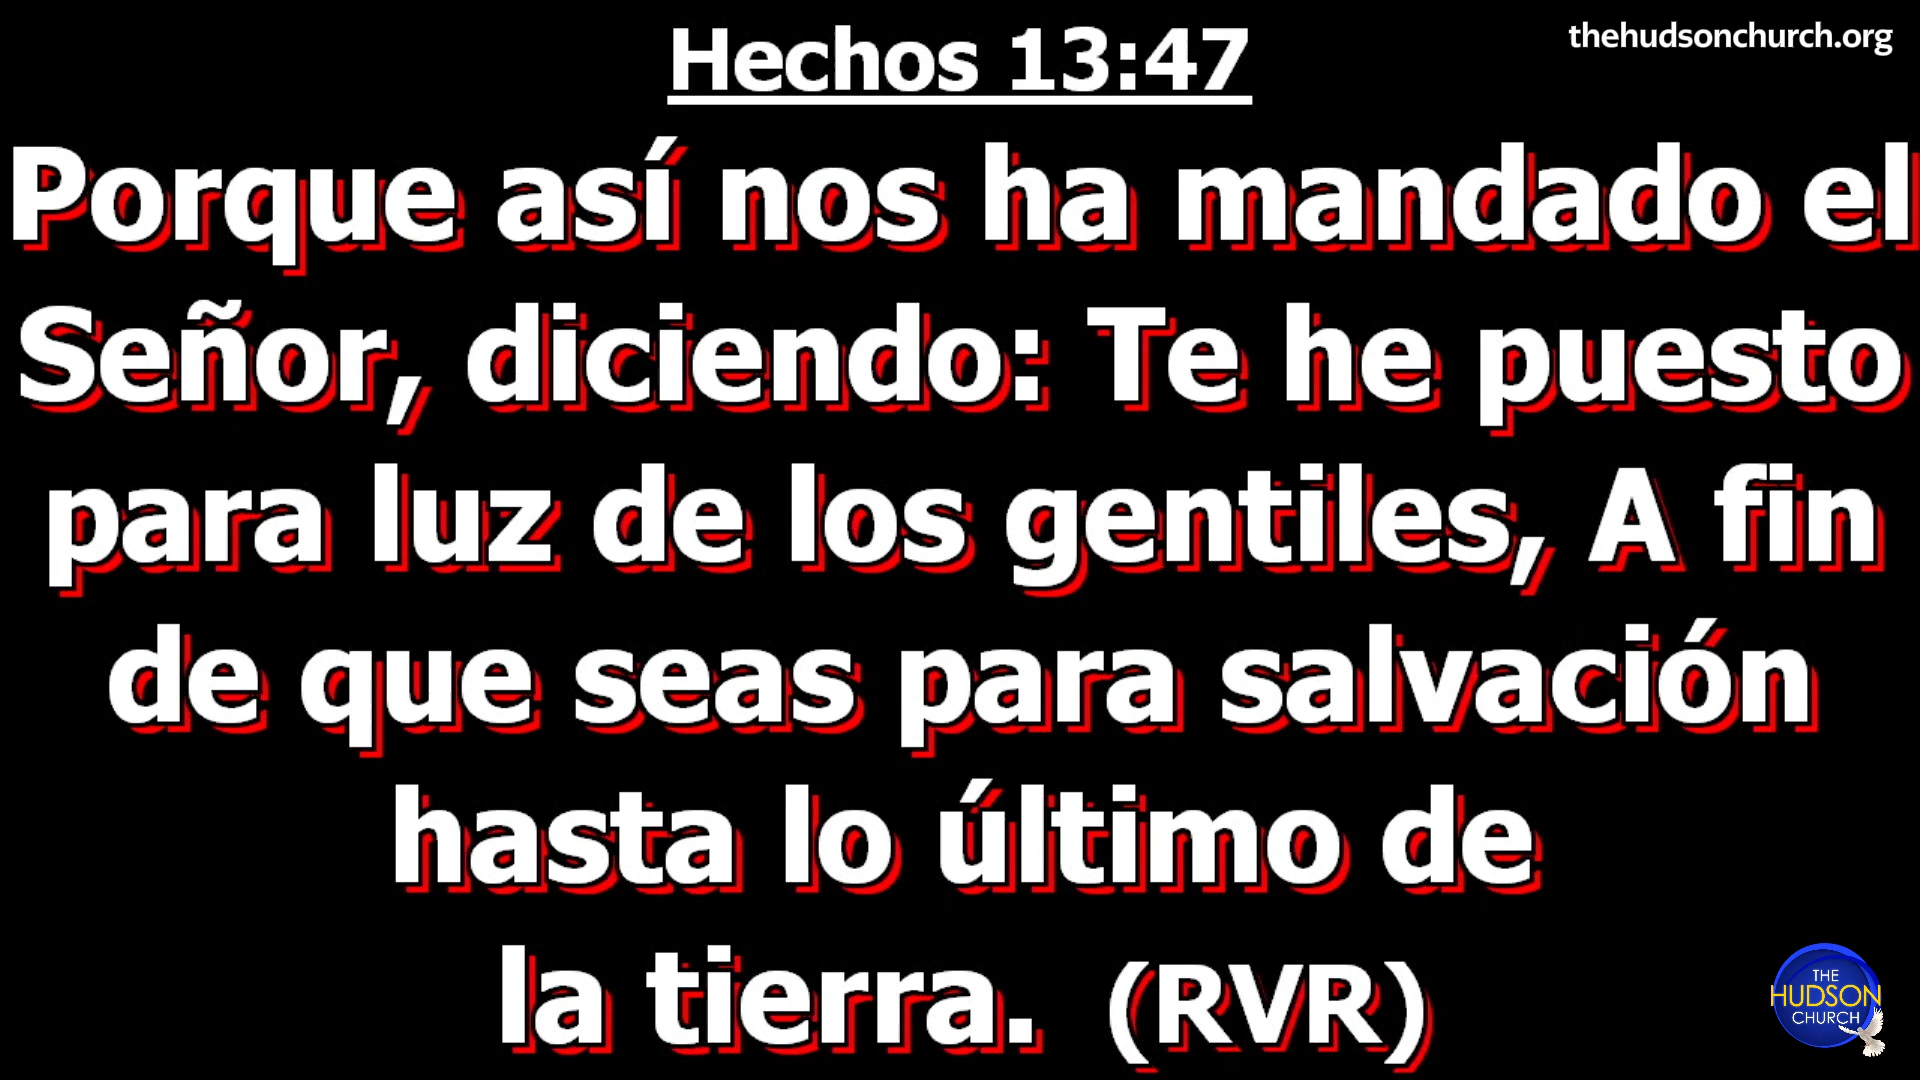 Hechos 13:47
thehudsonchurch.org
Porque así nos ha mandado el
Señor, diciendo: Te he puesto
para luz de los gentiles, A fin
de que seas para salvación
hasta lo último de
la tierra. (RVR)
THE
HUDSON
CHURCH